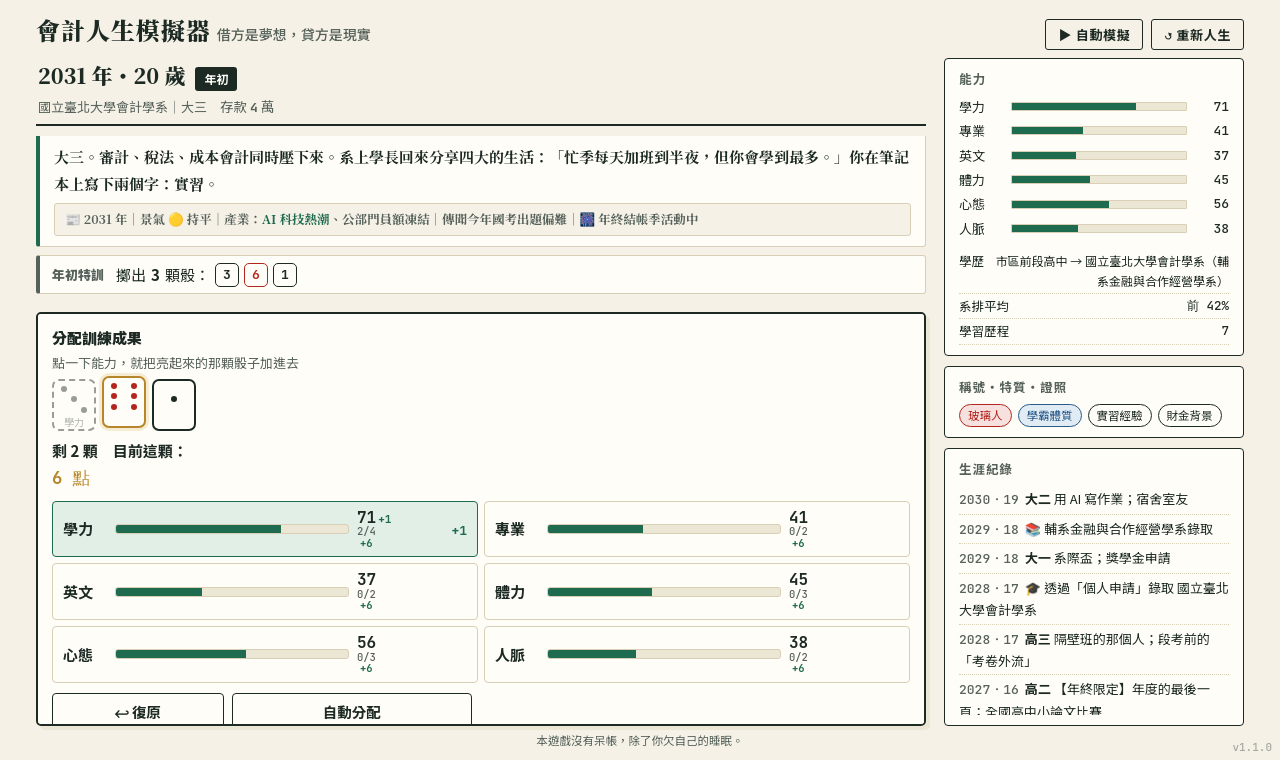 會計人生模擬器 借方是夢想，貸方是現實
▶ 自動模擬
↺ 重新人生
2031 年・20 歲 年初
國立臺北大學會計學系｜大三 存款 4 萬
大三。審計、稅法、成本會計同時壓下來。系上學長回來分享四大的生活：「忙季每天加班到半夜，但你會學到最多。」你在筆記
本上寫下兩個字：實習。
📰 2031 年｜景氣 🟡 持平｜產業：AI 科技熱潮、公部門員額凍結｜傳聞今年國考出題偏難｜🎆 年終結帳季活動中
年初特訓 擲出 3 顆骰： 3 6 1
分配訓練成果
點一下能力，就把亮起來的那顆骰子加進去
學力
剩 2 顆 目前這顆：
6 點
學力 71 +1 2/4 +6 +1
專業 41 0/2 +6
英文 37 0/2 +6
體力 45 0/3 +6
心態 56 0/3 +6
人脈 38 0/2 +6
↩ 復原
自動分配
能力
學力 71
專業 41
英文 37
體力 45
心態 56
人脈 38
學歷 市區前段高中 → 國立臺北大學會計學系（輔
系金融與合作經營學系）
系排平均 前 42%
學習歷程 7
稱號・特質・證照
玻璃人 學霸體質 實習經驗 財金背景
生涯紀錄
2030・19 大二 用 AI 寫作業；宿舍室友
2029・18 📚 輔系金融與合作經營學系錄取
2029・18 大一 系際盃；獎學金申請
2028・17 🎓 透過「個人申請」錄取 國立臺北
大學會計學系
2028・17 高三 隔壁班的那個人；段考前的
「考卷外流」
2027・16 高二 【年終限定】年度的最後一
頁；全國高中小論文比賽
本遊戲沒有呆帳，除了你欠自己的睡眠。
v1.1.0